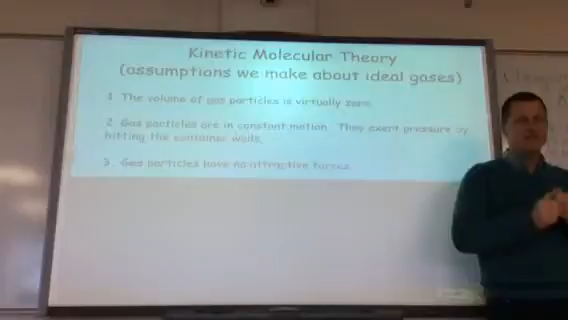 Kinetic Molecular Theory
(assumptions we make about ideal gases)
1. The volume of gas particles is virtually zero.
2. Gas particles are in constant motion. They exert pressure by
hitting the container walls.
3. Gas particles have no attractive forces.